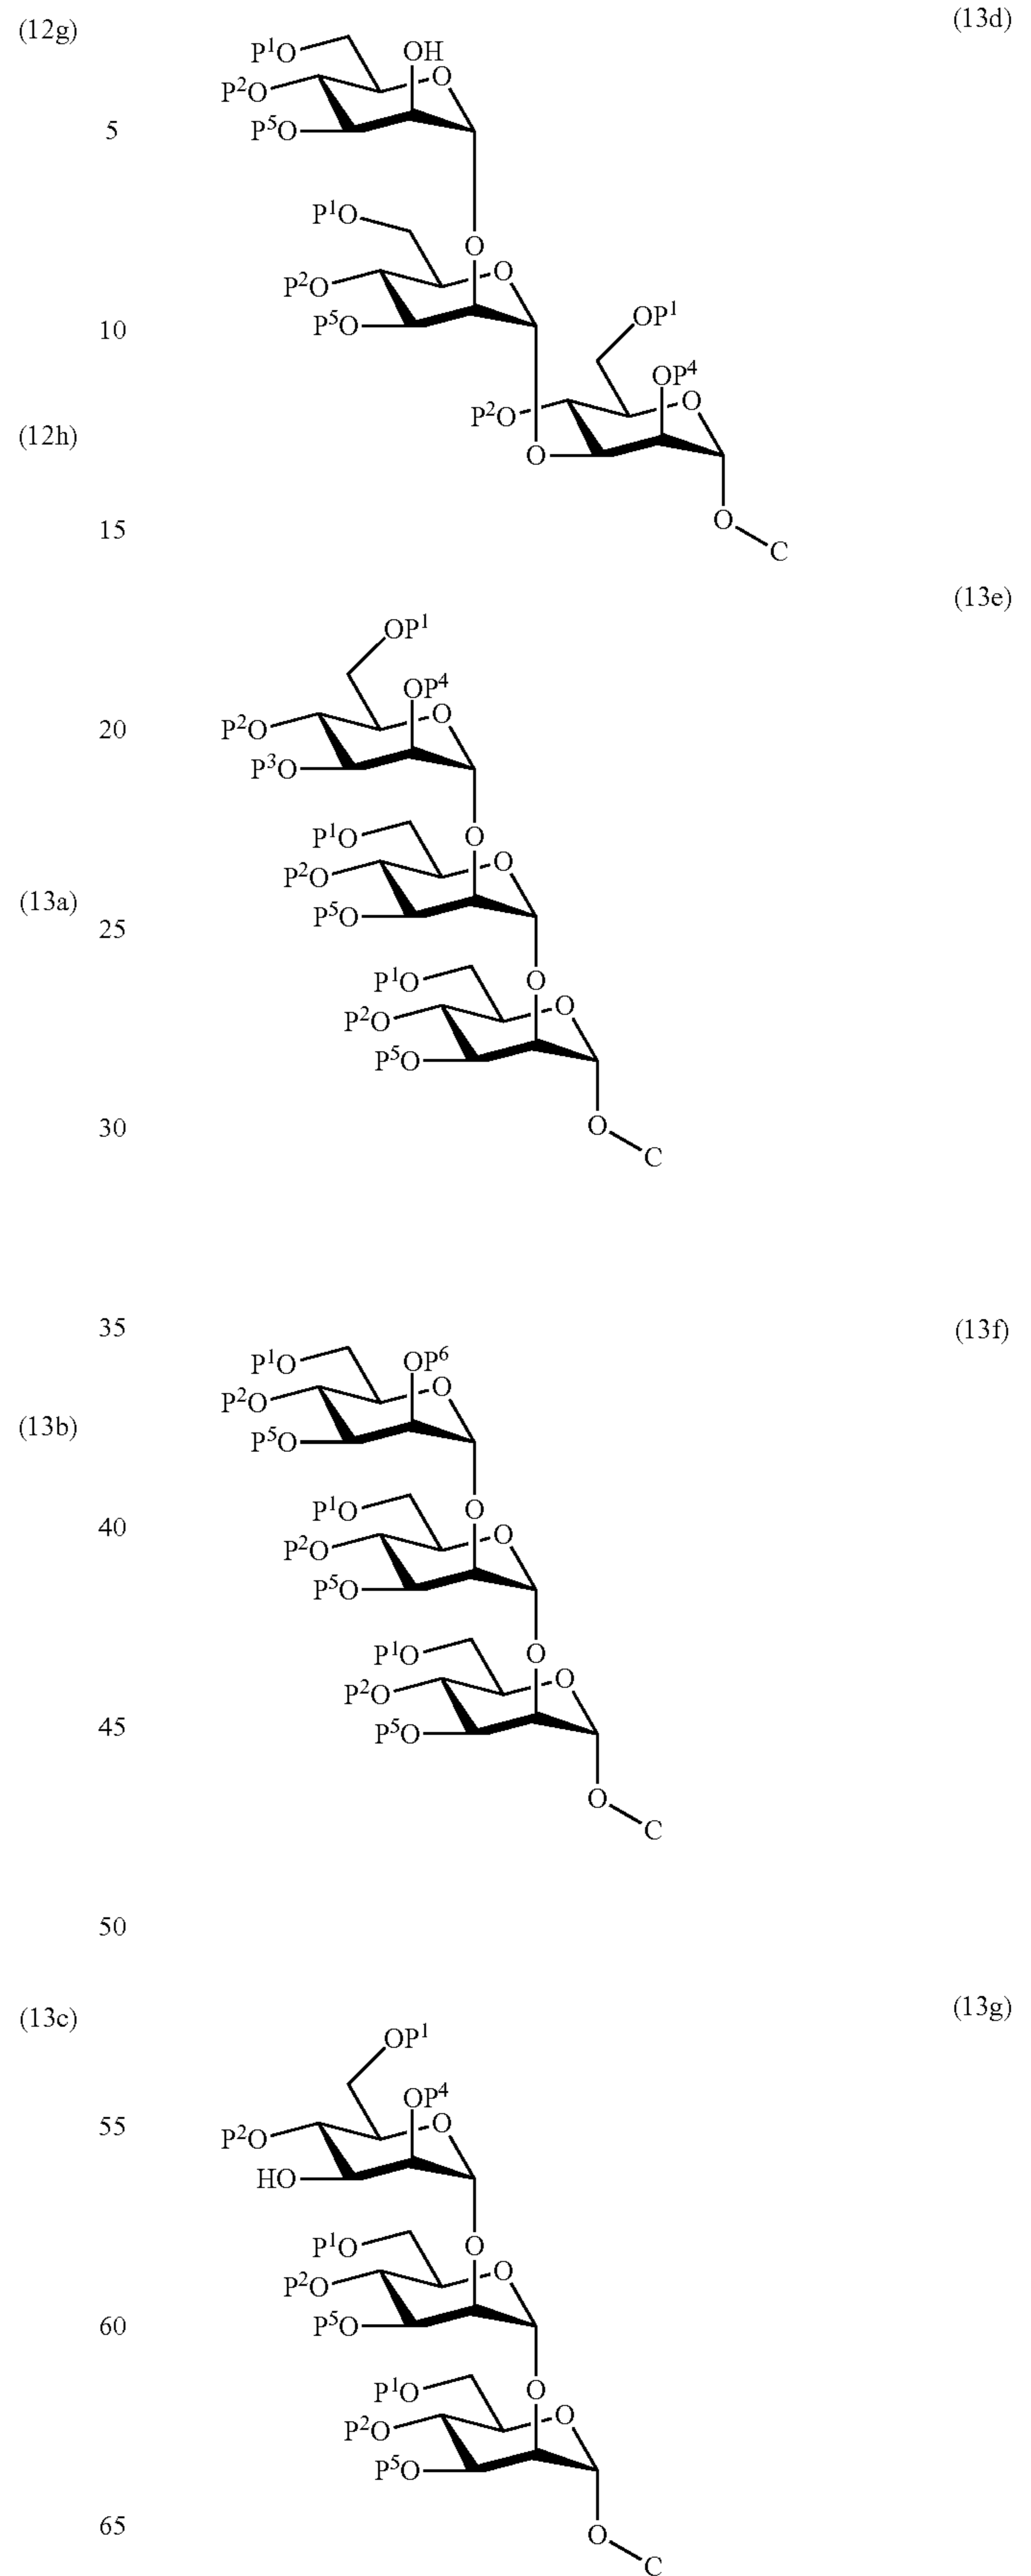 (12g) (13d)
P¹O OH
O
P²O
5 P⁵O
P¹O
O
O
P²O
10 P⁵O OP¹
OP⁴
O
P²O
(12h) O
15 O
C
(13e)
OP¹
OP⁴
20 P²O O
P³O
P¹O O
O
P²O
(13a) P⁵O
25
P¹O O
O
P²O
P⁵O
30 O
C
35 (13f)
P¹O OP⁶
O
P²O
(13b) P⁵O
P¹O O
40 O
P²O
P⁵O
P¹O O
O
P²O
45 P⁵O
O
C
50
(13c) (13g)
OP¹
OP⁴
55 P²O O
HO
P¹O O
O
P²O
60 P⁵O
P¹O O
O
P²O
P⁵O
65 O
C